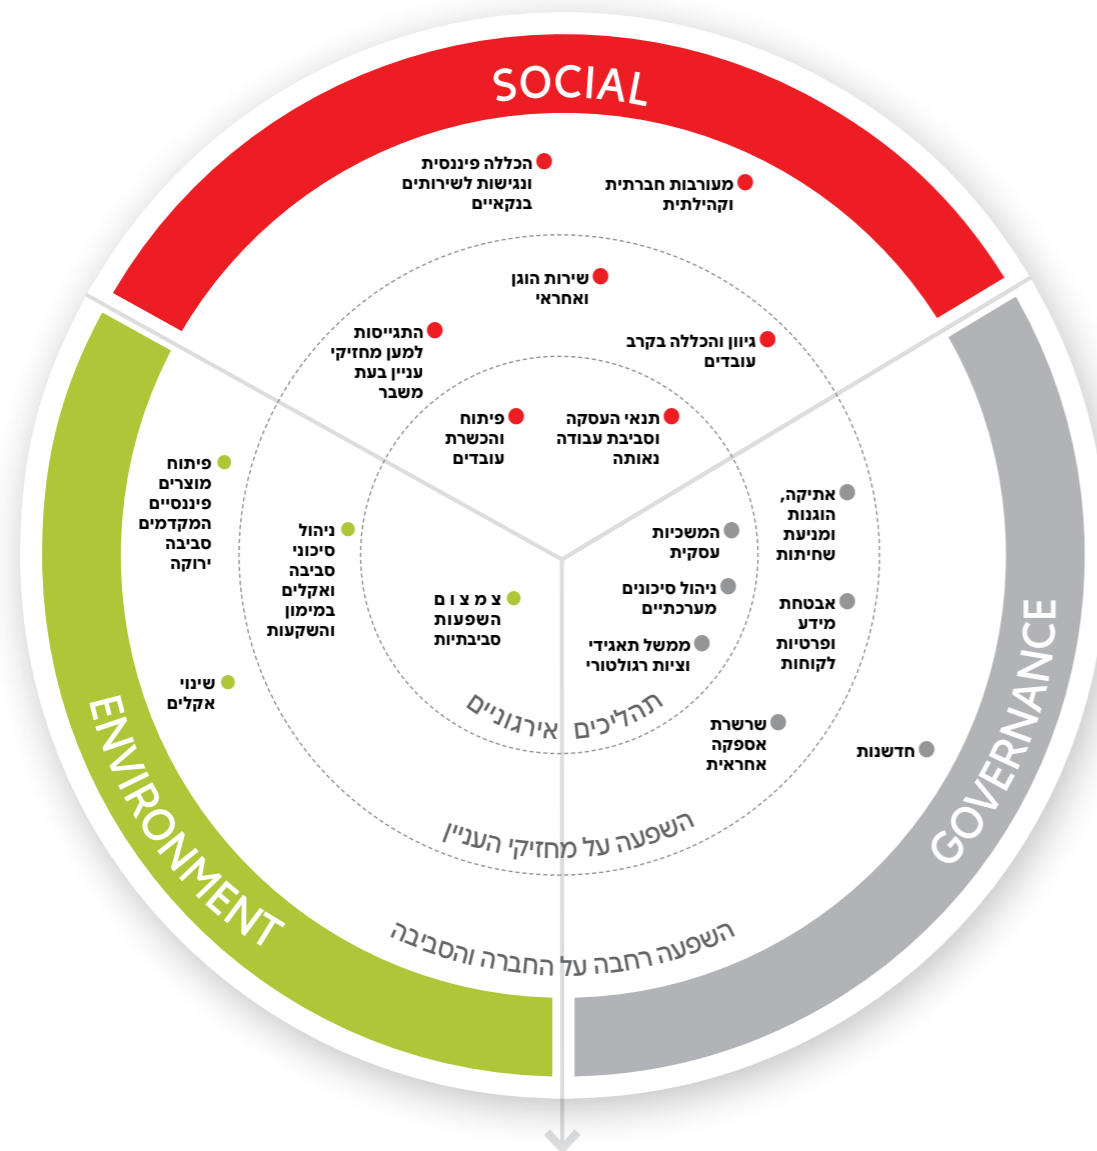 SOCIAL
מעורבות חברתית
וקהילתית
הכללה פיננסית
ונגישות לשירותים
בנקאיים
שירות הוגן
ואחראי
גיוון והכללה בקרב
עובדים
התגייסות
למען מחזיקי
עניין בעת
משבר
תנאי העסקה
וסביבת עבודה
נאותה
פיתוח
והכשרת
עובדים
GOVERNANCE
המשכיות
עסקית
ניהול סיכונים
מערכתיים
ממשל תאגידי
וציות רגולטורי
אתיקה,
הוגנות
ומניעת
שחיתות
אבטחת
מידע
ופרטיות
לקוחות
שרשרת
אספקה
אחראית
חדשנות
ENVIRONMENT
פיתוח
מוצרים
פיננסיים
המקדמים
סביבה
ירוקה
ניהול
סיכוני
סביבה
ואקלים
במימון
והשקעות
צמצום
השפעות
סביבתיות
שינוי
אקלים
תהליכים אירגוניים
השפעה על מחזיקי העניין
השפעה רחבה על החברה והסביבה